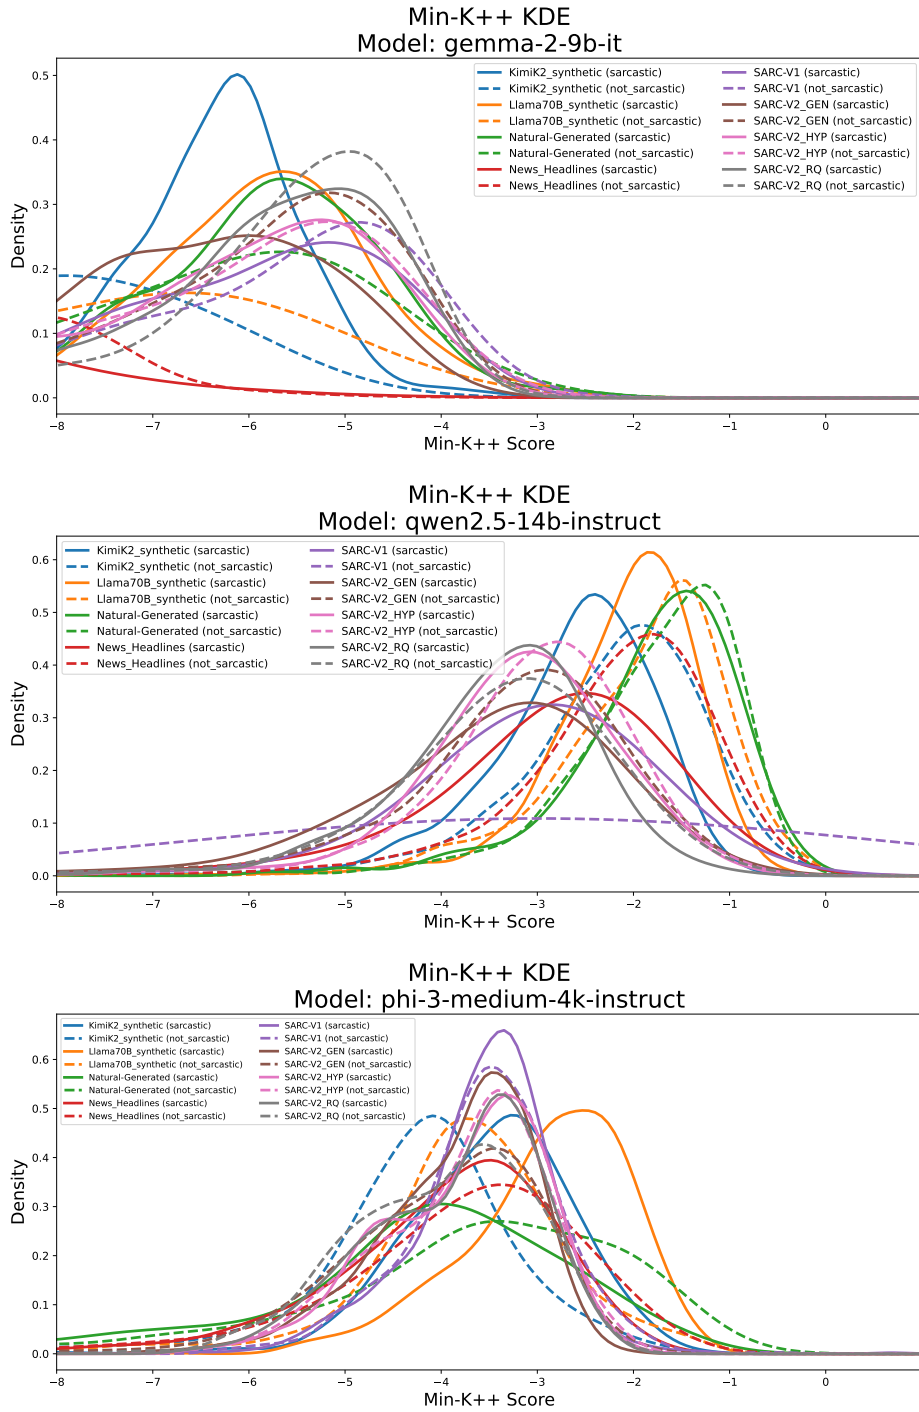 Min-K++ KDE
Model: gemma-2-9b-it
KimiK2_synthetic (sarcastic)
KimiK2_synthetic (not_sarcastic)
Llama70B_synthetic (sarcastic)
Llama70B_synthetic (not_sarcastic)
Natural-Generated (sarcastic)
Natural-Generated (not_sarcastic)
News_Headlines (sarcastic)
News_Headlines (not_sarcastic)
SARC-V1 (sarcastic)
SARC-V1 (not_sarcastic)
SARC-V2_GEN (sarcastic)
SARC-V2_GEN (not_sarcastic)
SARC-V2_HYP (sarcastic)
SARC-V2_HYP (not_sarcastic)
SARC-V2_RQ (sarcastic)
SARC-V2_RQ (not_sarcastic)
Density
0.5
0.4
0.3
0.2
0.1
0.0
−8 −7 −6 −5 −4 −3 −2 −1 0
Min-K++ Score
Min-K++ KDE
Model: qwen2.5-14b-instruct
KimiK2_synthetic (sarcastic)
KimiK2_synthetic (not_sarcastic)
Llama70B_synthetic (sarcastic)
Llama70B_synthetic (not_sarcastic)
Natural-Generated (sarcastic)
Natural-Generated (not_sarcastic)
News_Headlines (sarcastic)
News_Headlines (not_sarcastic)
SARC-V1 (sarcastic)
SARC-V1 (not_sarcastic)
SARC-V2_GEN (sarcastic)
SARC-V2_GEN (not_sarcastic)
SARC-V2_HYP (sarcastic)
SARC-V2_HYP (not_sarcastic)
SARC-V2_RQ (sarcastic)
SARC-V2_RQ (not_sarcastic)
Density
0.6
0.5
0.4
0.3
0.2
0.1
0.0
−8 −7 −6 −5 −4 −3 −2 −1 0
Min-K++ Score
Min-K++ KDE
Model: phi-3-medium-4k-instruct
KimiK2_synthetic (sarcastic)
KimiK2_synthetic (not_sarcastic)
Llama70B_synthetic (sarcastic)
Llama70B_synthetic (not_sarcastic)
Natural-Generated (sarcastic)
Natural-Generated (not_sarcastic)
News_Headlines (sarcastic)
News_Headlines (not_sarcastic)
SARC-V1 (sarcastic)
SARC-V1 (not_sarcastic)
SARC-V2_GEN (sarcastic)
SARC-V2_GEN (not_sarcastic)
SARC-V2_HYP (sarcastic)
SARC-V2_HYP (not_sarcastic)
SARC-V2_RQ (sarcastic)
SARC-V2_RQ (not_sarcastic)
Density
0.6
0.5
0.4
0.3
0.2
0.1
0.0
−8 −7 −6 −5 −4 −3 −2 −1 0
Min-K++ Score